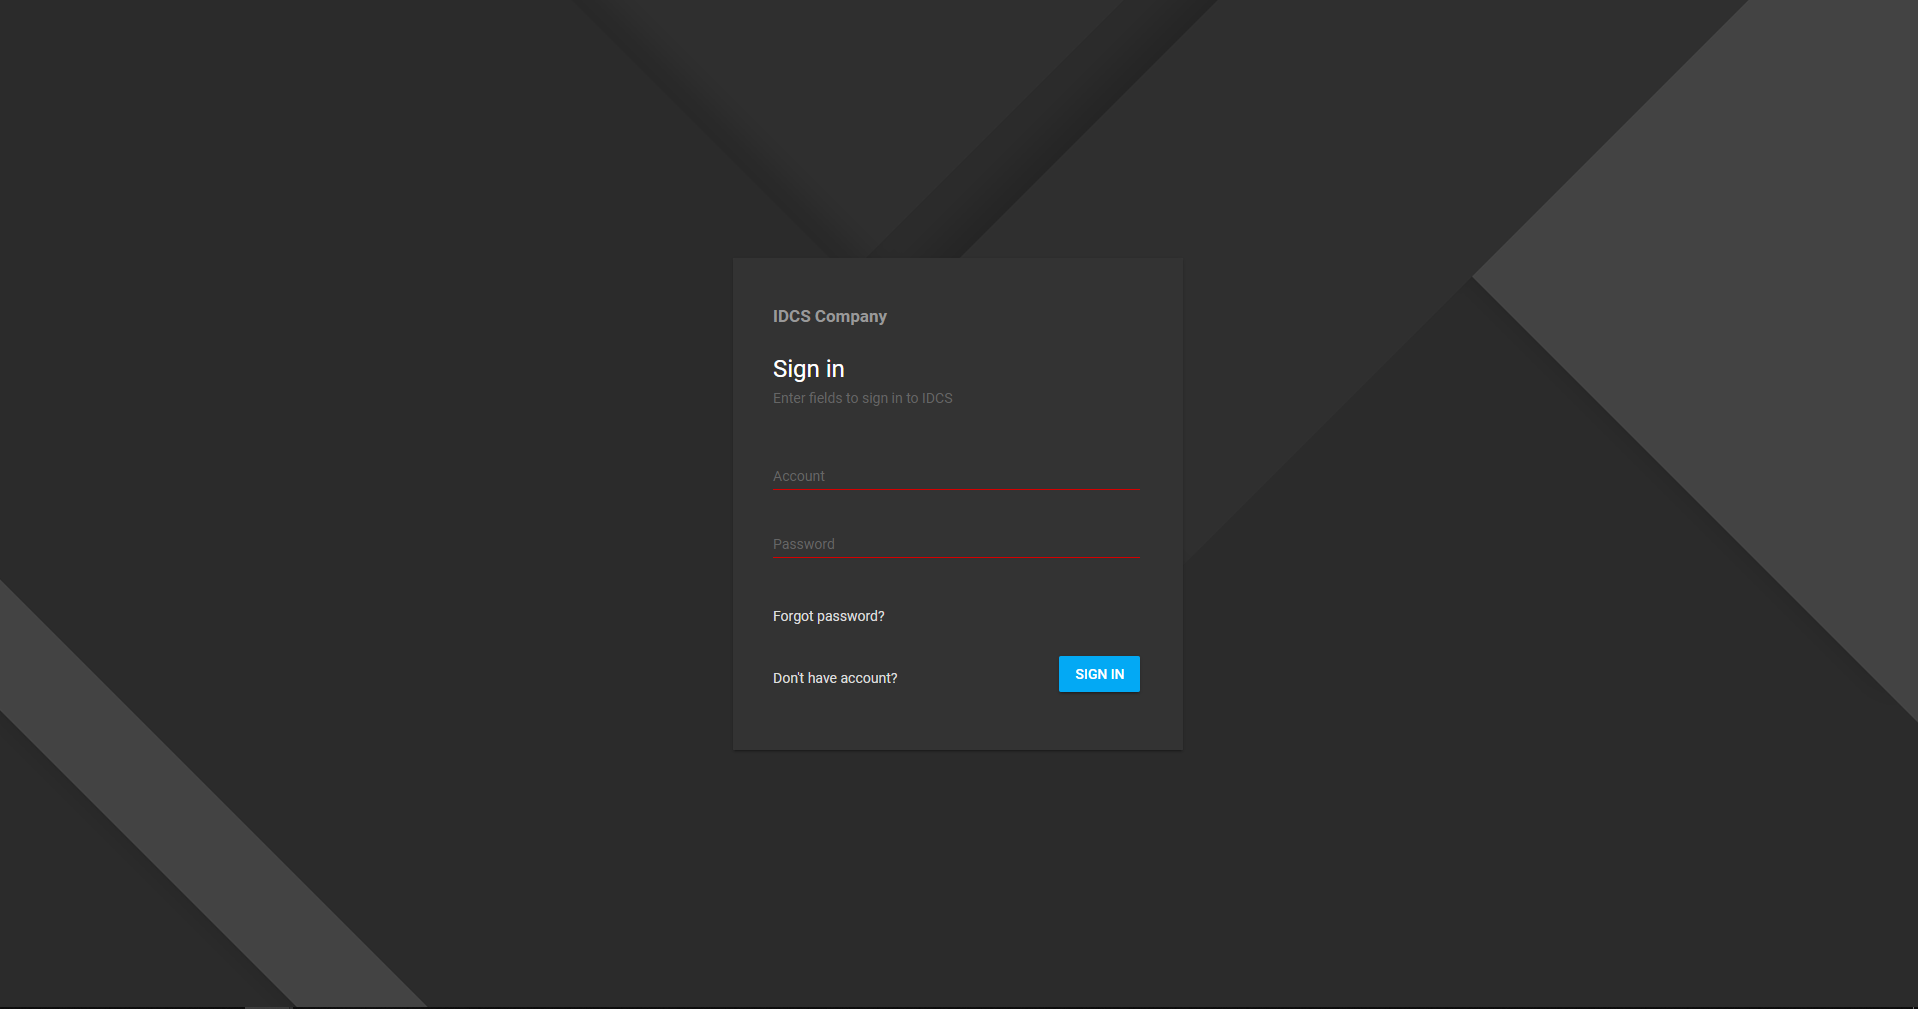 IDCS Company
Sign in
Enter fields to sign in to IDCS
Account
Password
Forgot password?
Don't have account?
SIGN IN